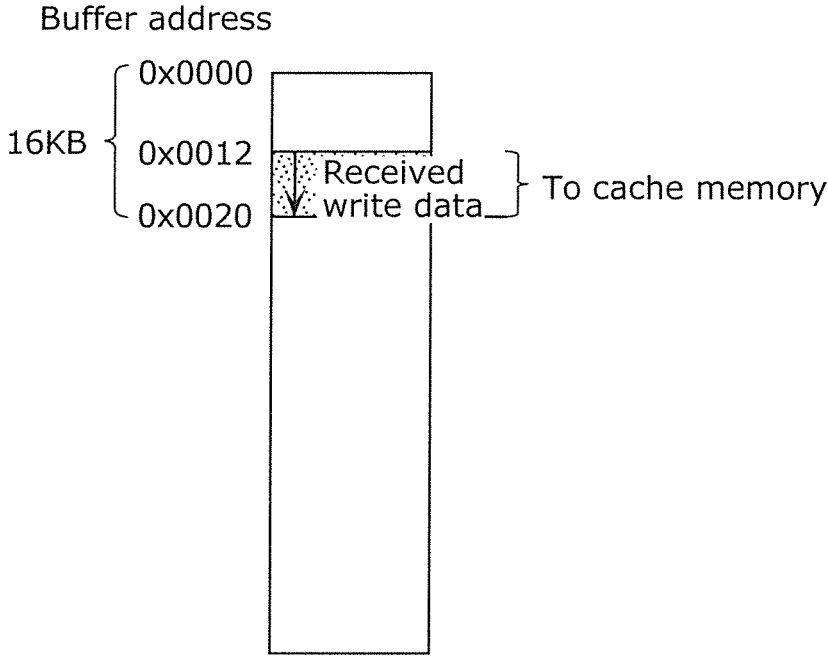 Buffer address
0x0000
16KB
0x0012
Received
write data
To cache memory
0x0020